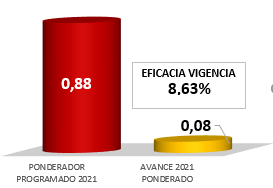 0,88
EFICACIA VIGENCIA
8,63%
0,08
PONDERADOR
PROGRAMADO 2021
AVANCE 2021
PONDERADO